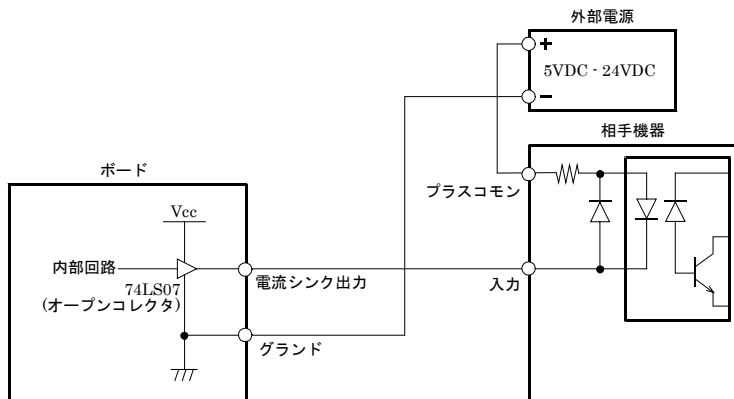 外部電源
+
5VDC - 24VDC
−
相手機器
ボード
プラスコモン
Vcc
内部回路
74LS07
(オープンコレクタ)
電流シンク出力
入力
グランド